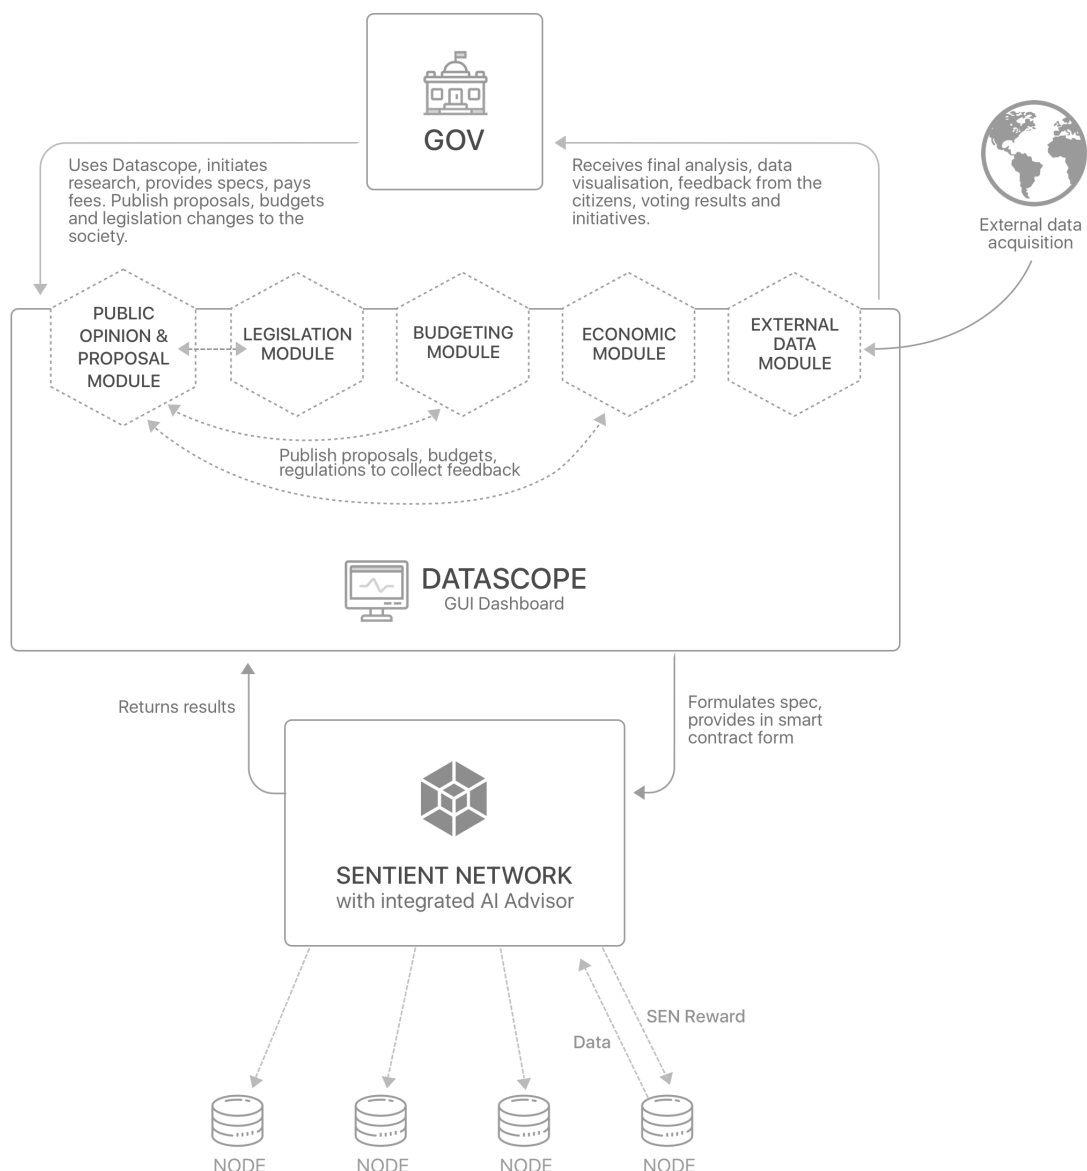 GOV
Uses Datascope, initiates
research, provides specs, pays
fees. Publish proposals, budgets
and legislation changes to the
society.
Receives final analysis, data
visualisation, feedback from the
citizens, voting results and
initiatives.
External data
acquisition
PUBLIC
OPINION &
PROPOSAL
MODULE
LEGISLATION
MODULE
BUDGETING
MODULE
ECONOMIC
MODULE
EXTERNAL
DATA
MODULE
Publish proposals, budgets,
regulations to collect feedback
DATASCOPE
GUI Dashboard
Returns results
Formulates spec,
provides in smart
contract form
SENTIENT NETWORK
with integrated AI Advisor
SEN Reward
Data
NODE
NODE
NODE
NODE